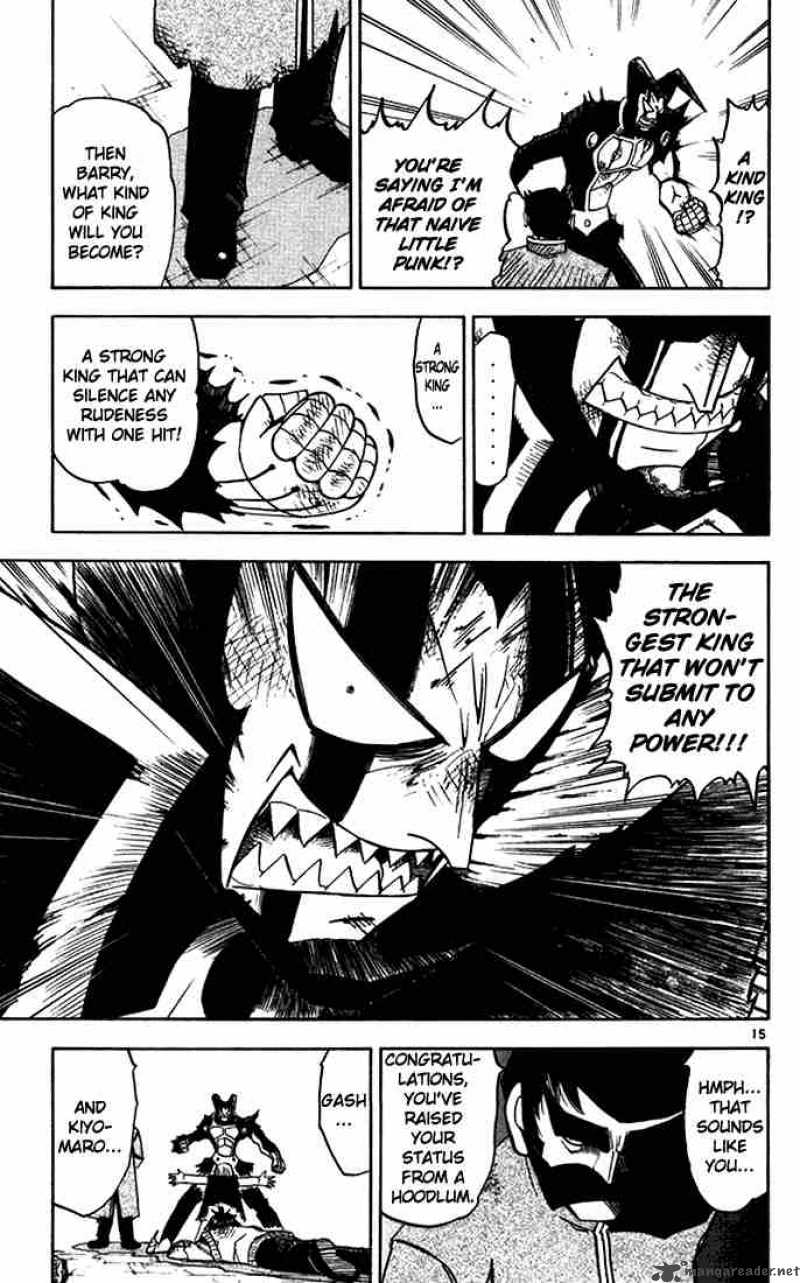 A
KIND
KING
!?
YOU'RE
SAYING I'M
AFRAID OF
THAT NAIVE
LITTLE
PUNK!?
THEN
BARRY,
WHAT KIND
OF KING
WILL YOU
BECOME?
......
A
STRONG
KING
...
A STRONG
KING THAT CAN
SILENCE ANY
RUDENESS
WITH ONE HIT!
THE
STRON-
GEST KING
THAT WON'T
SUBMIT TO
ANY
POWER!!!
15
HMPH...
THAT
SOUNDS
LIKE
YOU...
CONGRATU-
LATIONS,
YOU'VE
RAISED
YOUR
STATUS
FROM A
HOODLUM.
GASH
...
AND
KIYO-
MARO...
mangareader.net